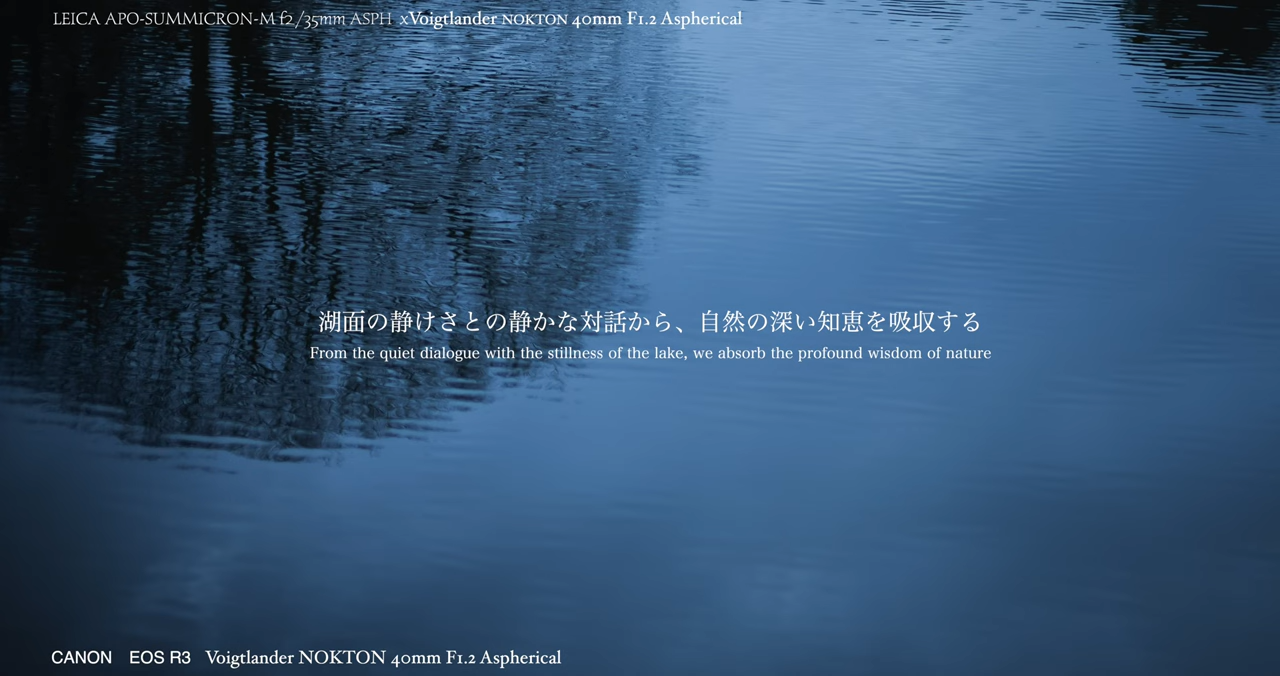 LEICA APO-SUMMICRON-M f2/35mm ASPH xVoigtlander NOKTON 40mm F1.2 Aspherical
湖面の静けさとの静かな対話から、自然の深い知恵を吸収する
From the quiet dialogue with the stillness of the lake, we absorb the profound wisdom of nature
CANON EOS R3 Voigtlander NOKTON 40mm F1.2 Aspherical